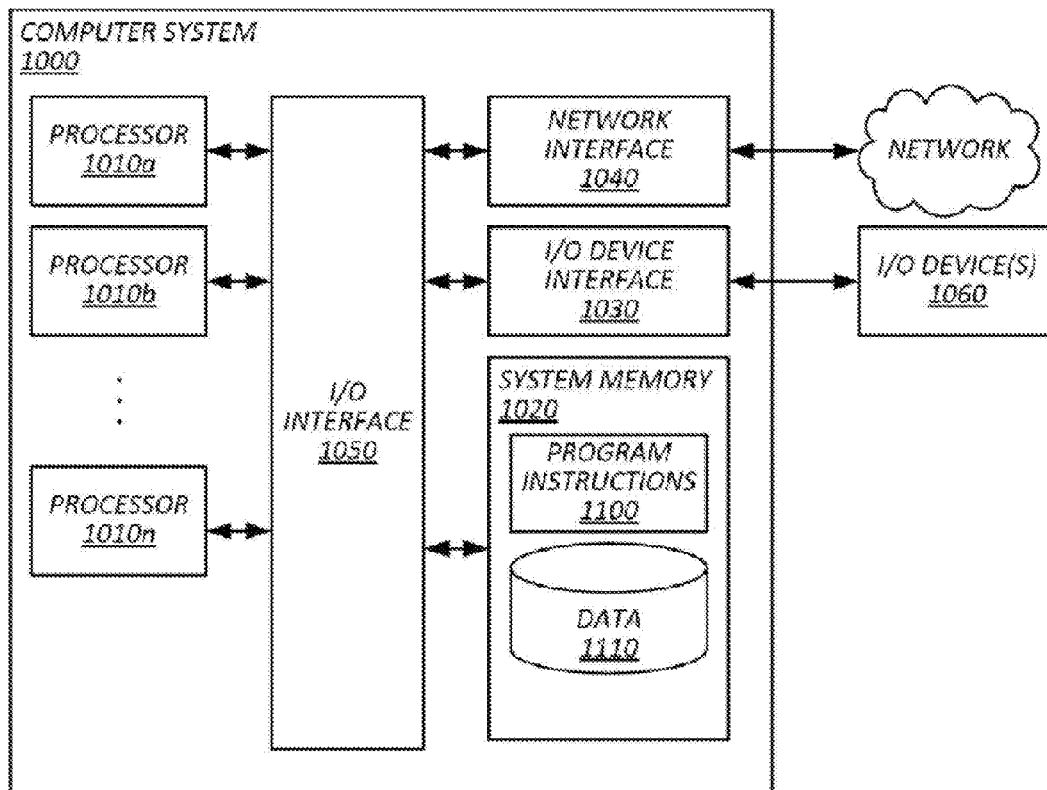 COMPUTER SYSTEM
1000
PROCESSOR
1010a
PROCESSOR
1010b
PROCESSOR
1010n
I/O
INTERFACE
1050
NETWORK
INTERFACE
1040
I/O DEVICE
INTERFACE
1030
SYSTEM MEMORY
1020
PROGRAM
INSTRUCTIONS
1100
DATA
1110
NETWORK
I/O DEVICE(S)
1060